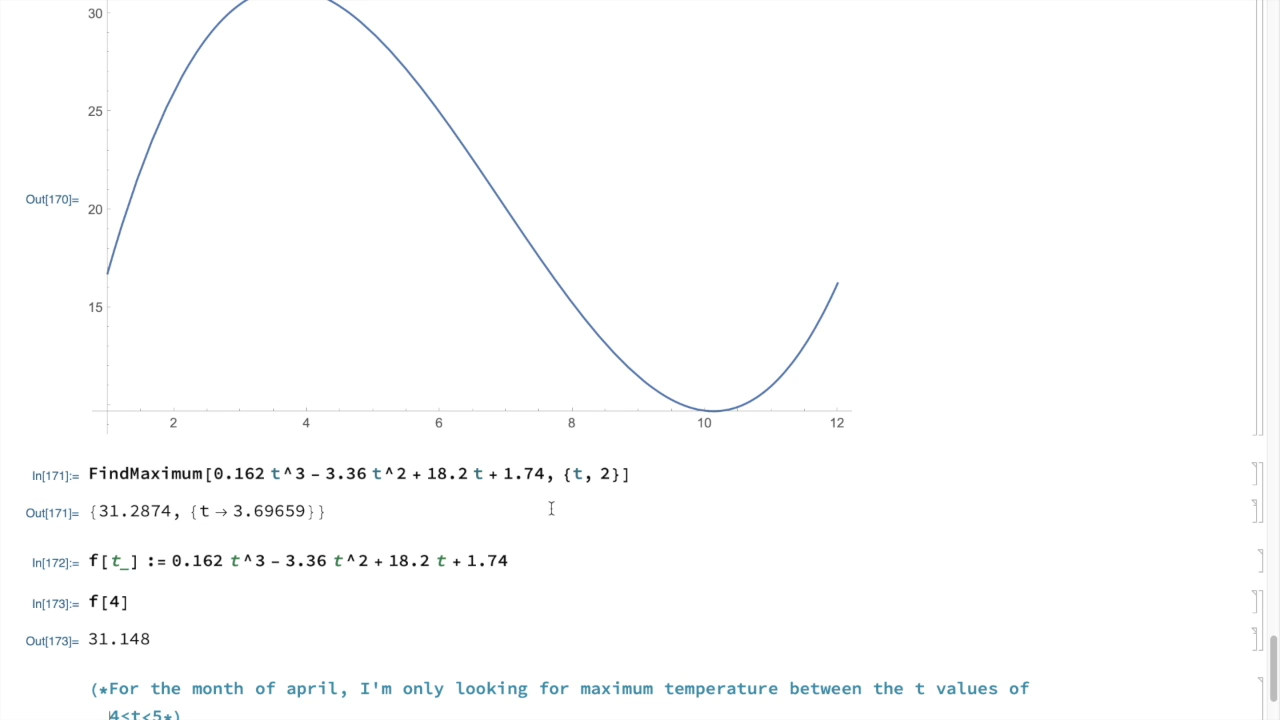 30
25
Out[170]=
20
15
2 4 6 8 10 12
In[171]:= FindMaximum[0.162 t^3 – 3.36 t^2 + 18.2 t + 1.74, {t, 2}]
Out[171]= {31.2874, {t → 3.69659}}
In[172]:= f[t_] := 0.162 t^3 – 3.36 t^2 + 18.2 t + 1.74
In[173]:= f[4]
Out[173]= 31.148
(*For the month of april, I'm only looking for maximum temperature between the t values of
4<t<5*)